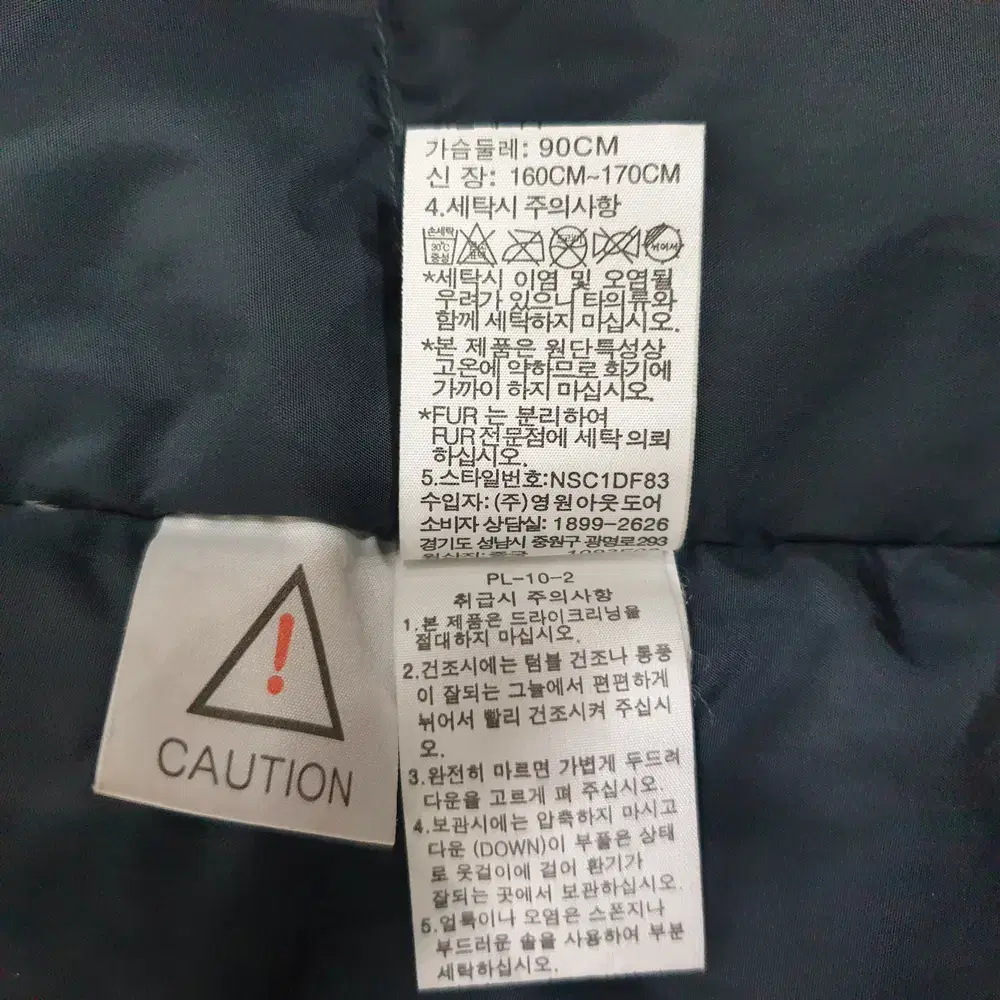 가슴둘레: 90CM
신 장: 160CM~170CM
4.세탁시 주의사항
손세탁
30℃
중성
드라이
뉘어서
*세탁시 이염 및 오염될
우려가 있으니 타의류와
함께 세탁하지 마십시오.
*본 제품은 원단특성상
고온에 약하므로 화기에
가까이 하지 마십시오.
*FUR 는 분리하여
FUR전문점에 세탁 의뢰
하십시오.
5.스타일번호:NSC1DF83
수입자: (주)영원아웃도어
소비자 상담실: 1899-2626
경기도 성남시 중원구 광명로293
PL-10-2
취급시 주의사항
1.본 제품은 드라이크리닝을
절대하지 마십시오.
2.건조시에는 텀블 건조나 통풍
이 잘되는 그늘에서 편편하게
뉘어서 빨리 건조시켜 주십시
오.
3.완전히 마르면 가볍게 두드려
다운을 고르게 펴 주십시오.
4.보관시에는 압축하지 마시고
다운 (DOWN)이 부풀은 상태
로 옷걸이에 걸어 환기가
잘되는 곳에서 보관하십시오.
5.얼룩이나 오염은 스폰지나
부드러운 솔을 사용하여 부분
세탁하십시오.
CAUTION